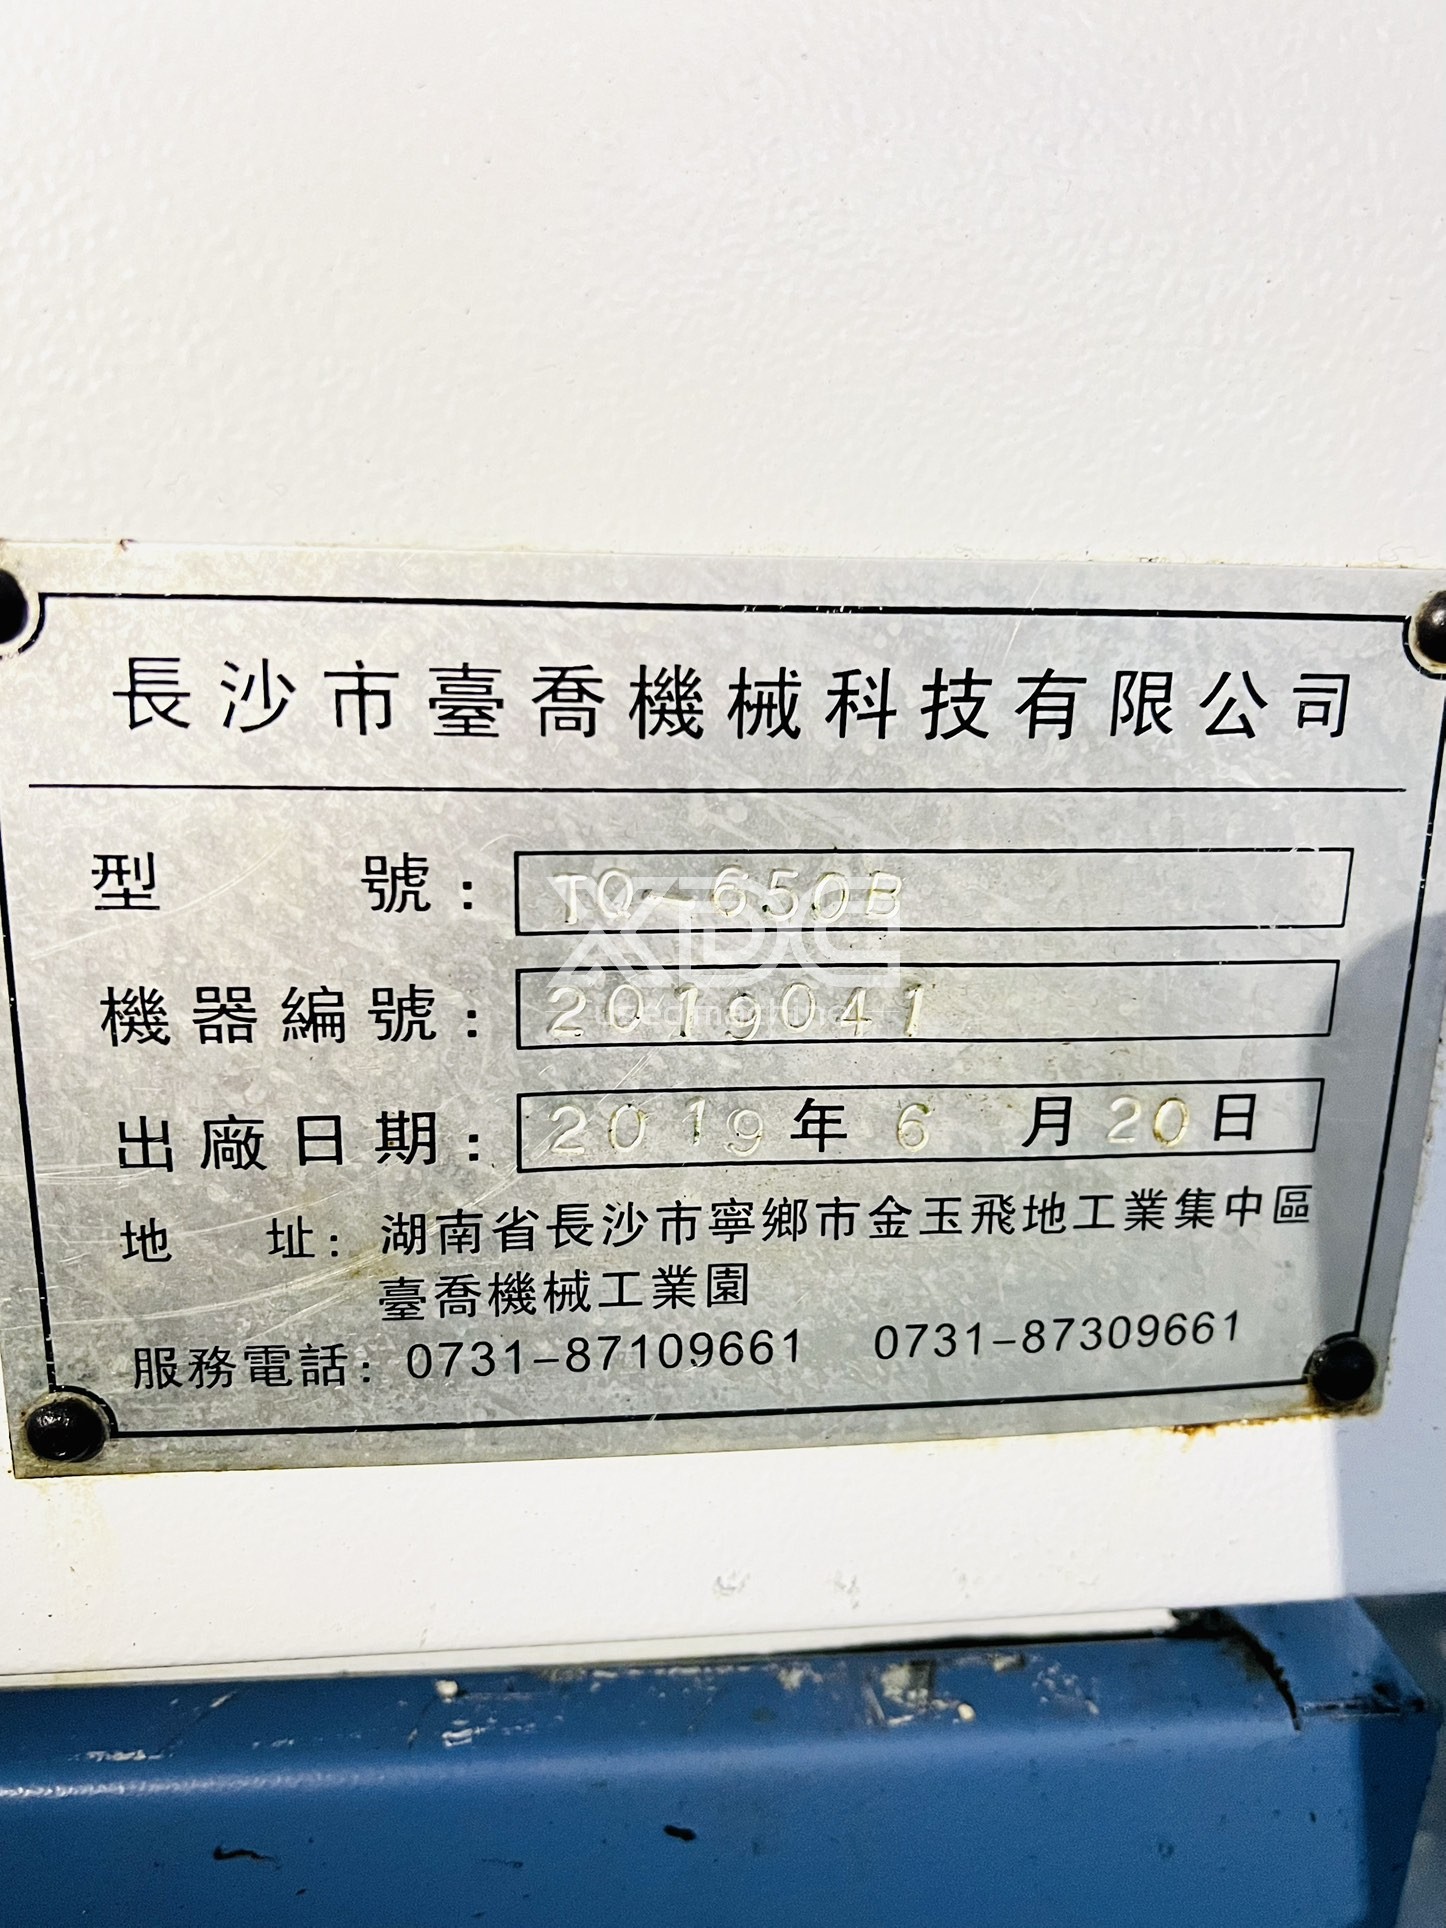 長沙市臺喬機械科技有限公司
型 號: TQ-650B
機器編號: 2019041
出廠日期: 2019年6月20日
地 址: 湖南省長沙市寧鄉市金玉飛地工業集中區
臺喬機械工業園
服務電話: 0731-87109661 0731-87309661
XDC
used machine